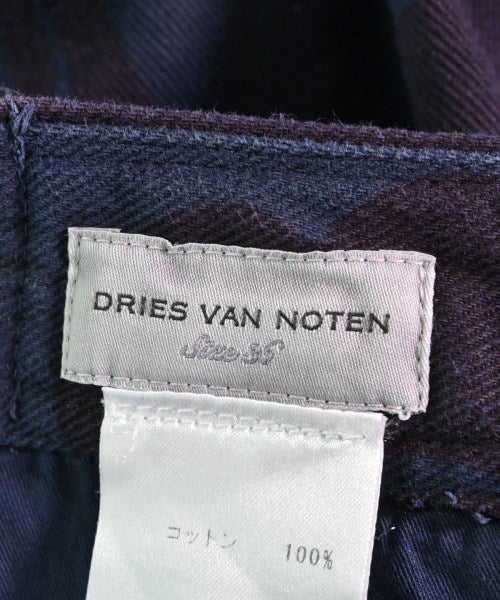 DRIES VAN NOTEN
Size 36
コットン 100%